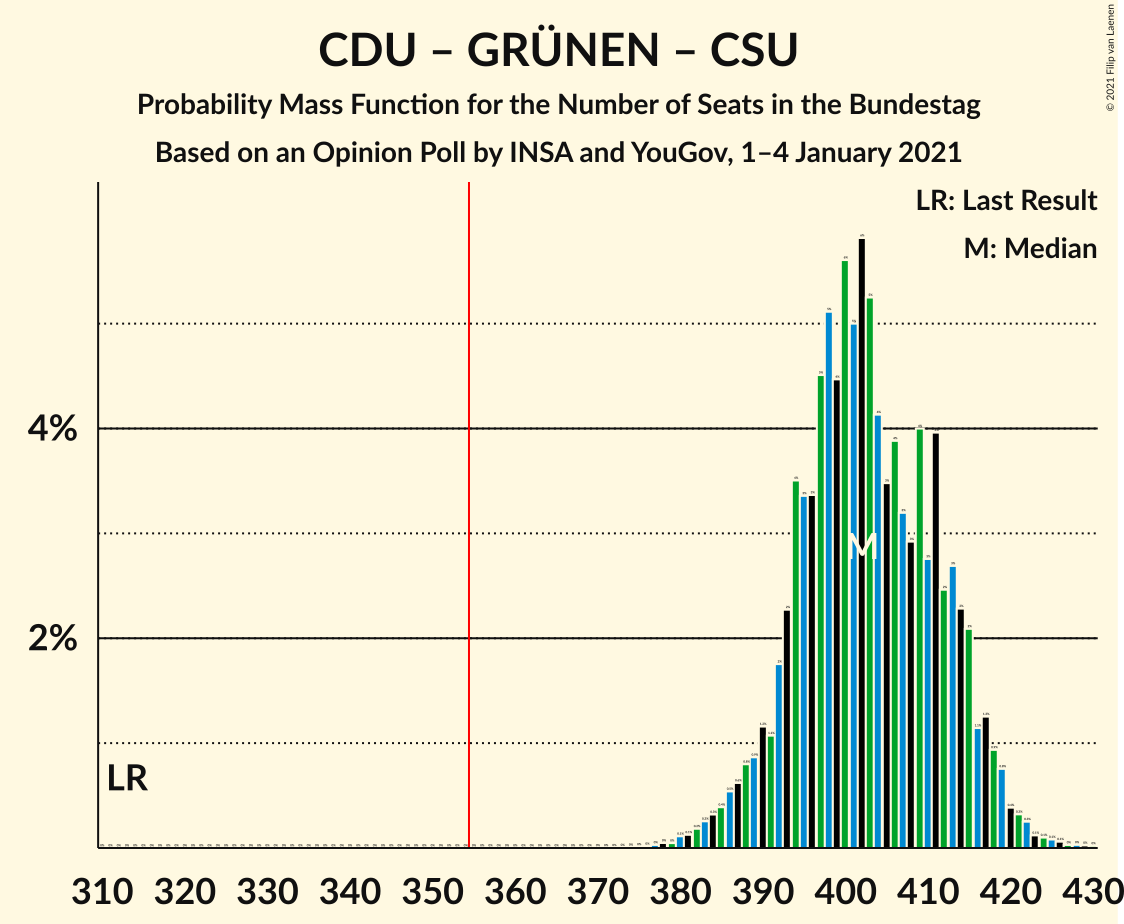 CDU – GRÜNEN – CSU
Probability Mass Function for the Number of Seats in the Bundestag
Based on an Opinion Poll by INSA and YouGov, 1–4 January 2021
© 2021 Filip van Laenen
LR: Last Result
M: Median
4%
2%
M
LR
310 320 330 340 350 360 370 380 390 400 410 420 430